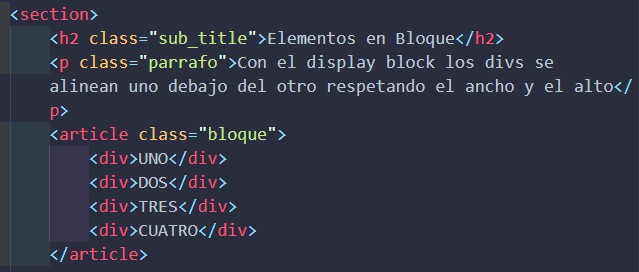 <section>
<h2 class="sub_title">Elementos en Bloque</h2>
<p class="parrafo">Con el display block los divs se
alinean uno debajo del otro respetando el ancho y el alto</
p>
<article class="bloque">
<div>UNO</div>
<div>DOS</div>
<div>TRES</div>
<div>CUATRO</div>
</article>